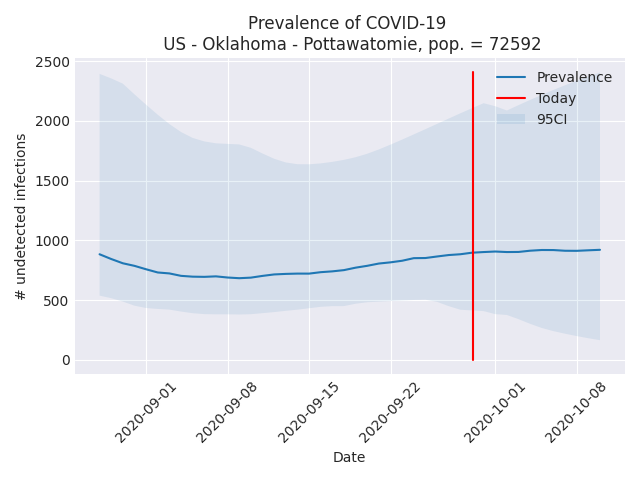 Prevalence of COVID-19
US - Oklahoma - Pottawatomie, pop. = 72592
# undetected infections
2500
2000
1500
1000
500
0
Prevalence
Today
95CI
2020-09-01
2020-09-08
2020-09-15
2020-09-22
2020-10-01
2020-10-08
Date